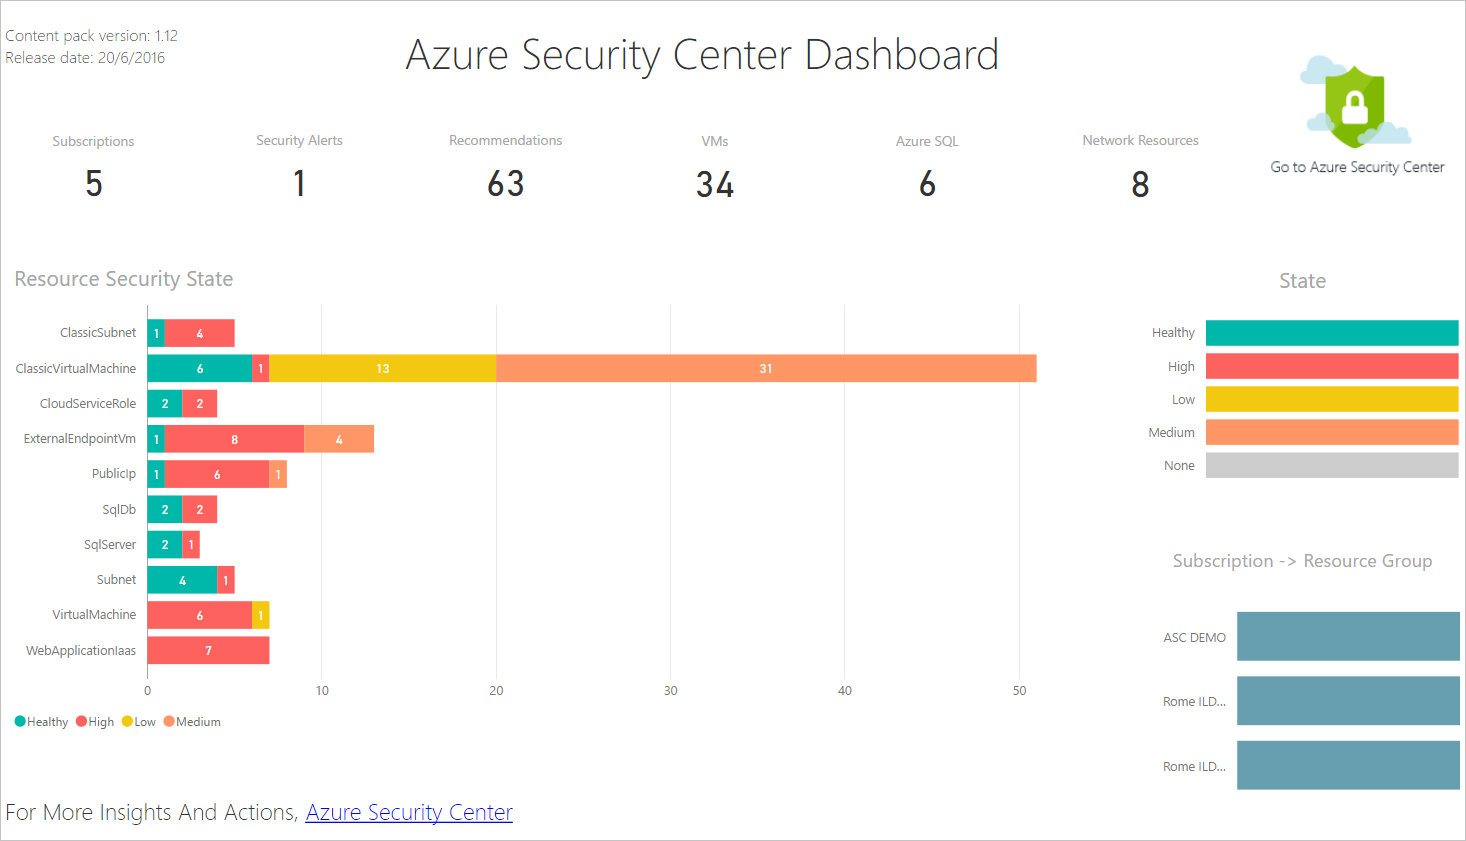 Content pack version: 1.12
Release date: 20/6/2016
Azure Security Center Dashboard
Go to Azure Security Center
Subscriptions
5
Security Alerts
1
Recommendations
63
VMs
34
Azure SQL
6
Network Resources
8
Resource Security State
ClassicSubnet 1 4
ClassicVirtualMachine 6 1 13 31
CloudServiceRole 2 2
ExternalEndpointVm 1 8 4
PublicIp 1 6 1
SqlDb 2 2
SqlServer 2 1
Subnet 4 1
VirtualMachine 6 1
WebApplicationIaas 7
0 10 20 30 40 50
Healthy High Low Medium
State
Healthy
High
Low
Medium
None
Subscription -> Resource Group
ASC DEMO
Rome ILD...
Rome ILD...
For More Insights And Actions, Azure Security Center